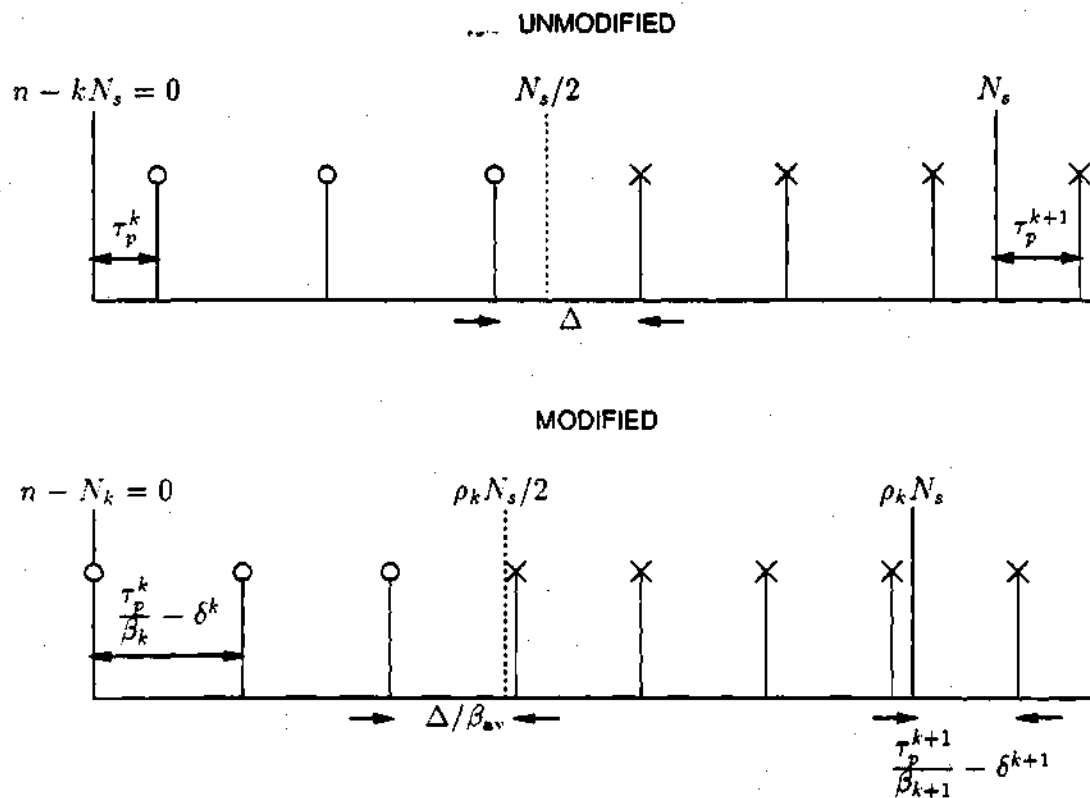 UNMODIFIED
n − kN_s = 0
N_s/2
N_s
τ_p^k
τ_p^{k+1}
Δ
MODIFIED
n − N_k = 0
ρ_k N_s/2
ρ_k N_s
τ_p^k/β_k − δ^k
Δ/β_av
τ_p^{k+1}/β_{k+1} − δ^{k+1}